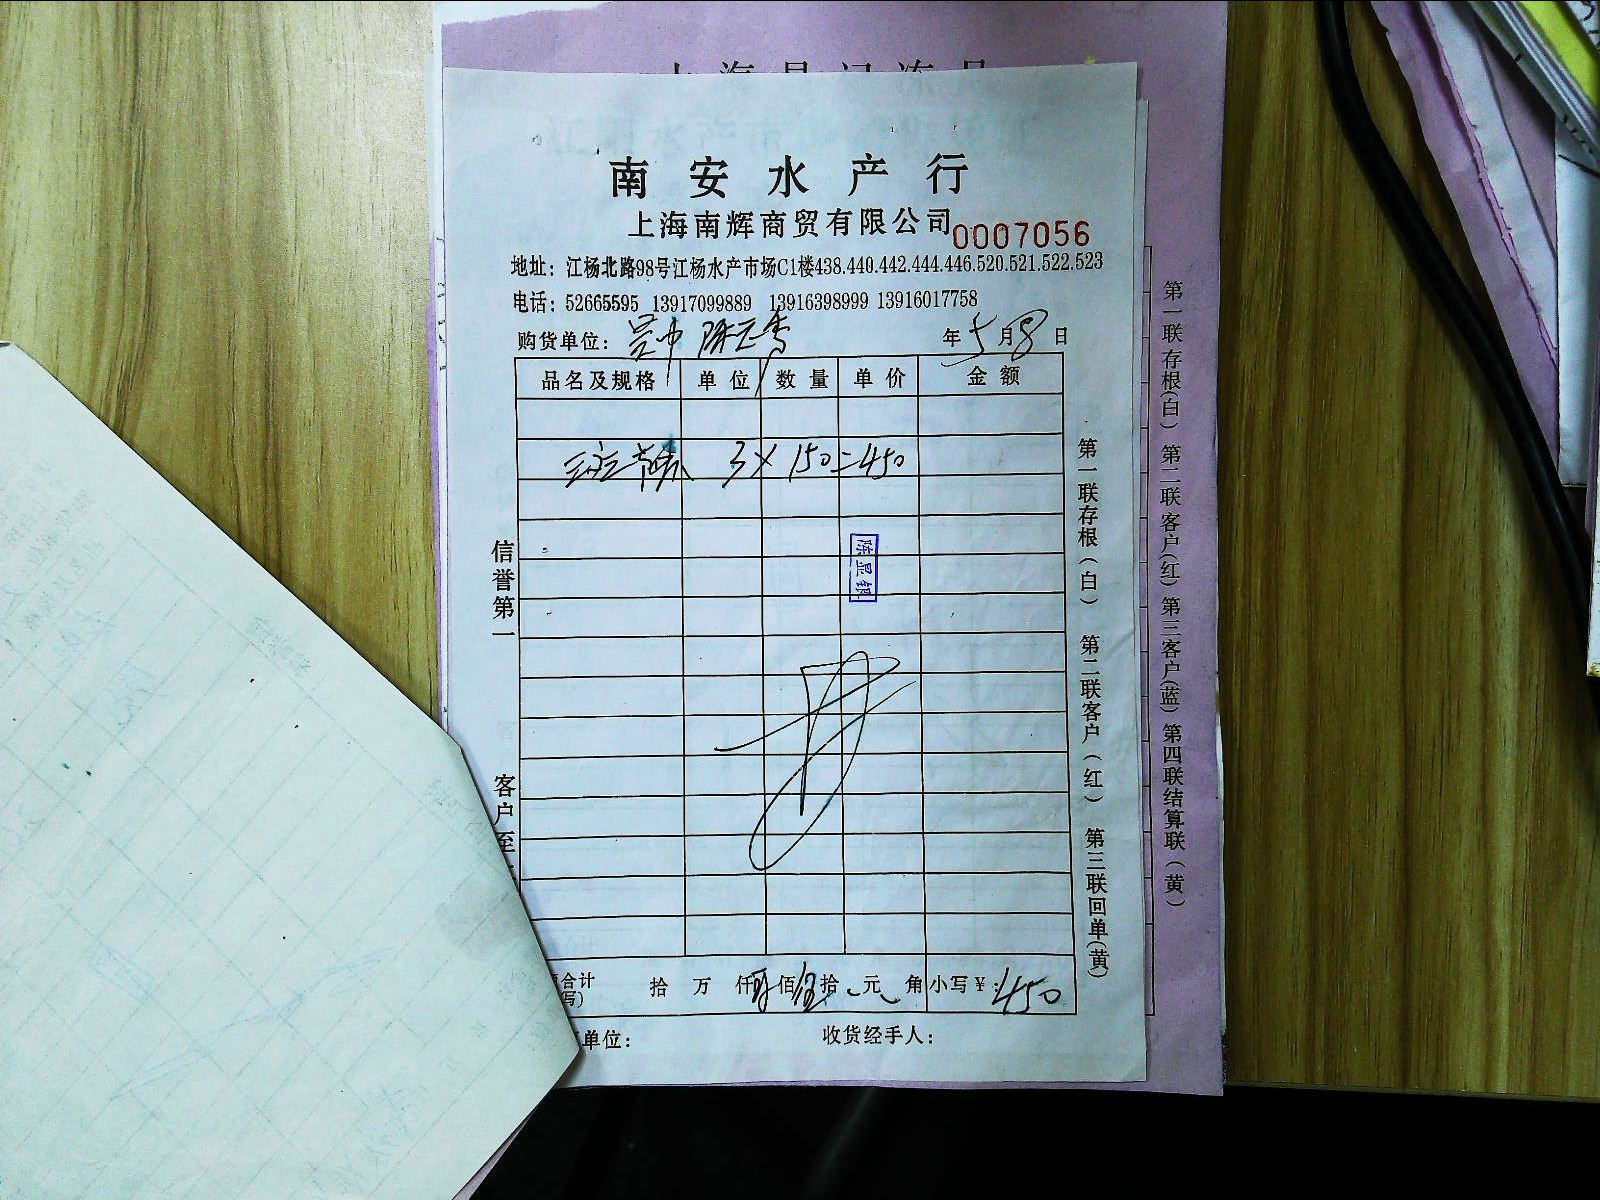 南安水产行
上海南辉商贸有限公司 0007056
地址：江杨北路98号江杨水产市场C1楼438.440.442.444.446.520.521.522.523
电话：52665595 13917099889 13916398999 13916017758
购货单位： 年5月8日
品名及规格 单位 数量 单价 金额
3×150=450
陈显银
合计 拾 万 仟肆佰伍拾 元 角 小写￥：450
写)
单位： 收货经手人：
信誉第一
客户至
第一联存根(白) 第二联客户(红) 第三联回单(黄)
第一联存根(白) 第二联客户(红) 第三客户(蓝) 第四联结算联(黄)